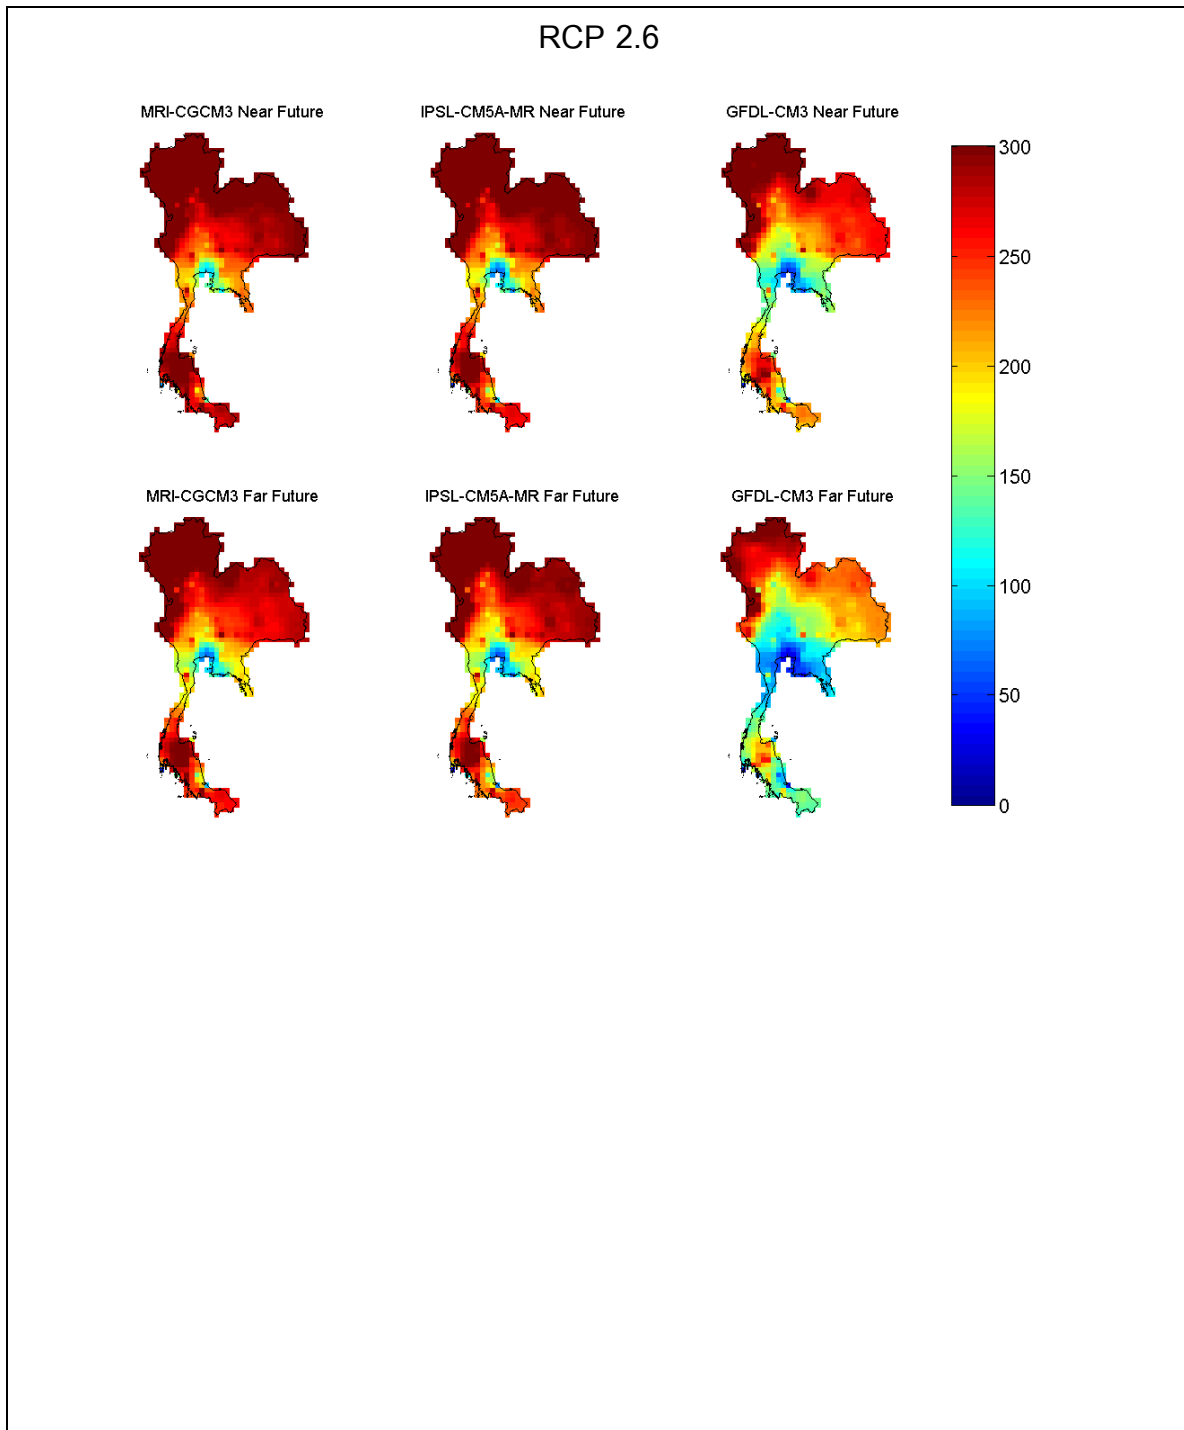 RCP 2.6
MRI-CGCM3 Near Future
IPSL-CM5A-MR Near Future
GFDL-CM3 Near Future
300
250
200
150
100
50
0
MRI-CGCM3 Far Future
IPSL-CM5A-MR Far Future
GFDL-CM3 Far Future